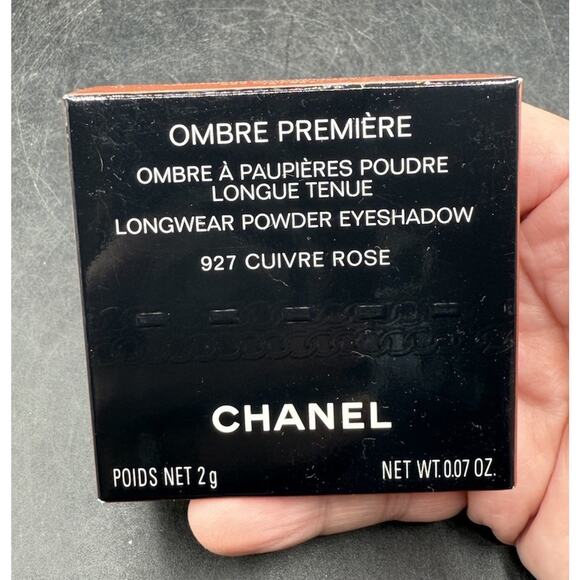 OMBRE PREMIÈRE
OMBRE À PAUPIÈRES POUDRE
LONGUE TENUE
LONGWEAR POWDER EYESHADOW
927 CUIVRE ROSE
CHANEL
POIDS NET 2g NET WT. 0.07 OZ.